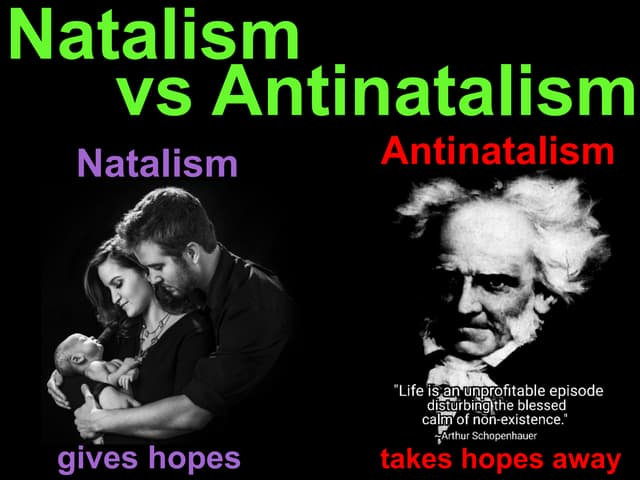 Natalism
vs Antinatalism
Natalism
Antinatalism
"Life is an unprofitable episode
disturbing the blessed
calm of non-existence."
~Arthur Schopenhauer
gives hopes
takes hopes away